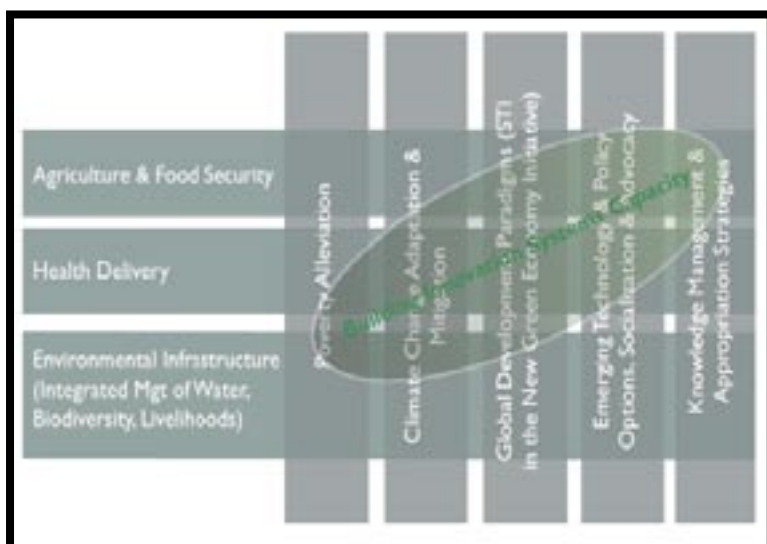 Agriculture & Food Security
Health Delivery
Environmental Infrastructure
(Integrated Mgt of Water,
Biodiversity, Livelihoods)
Poverty Alleviation
Climate Change Adaptation &
Mitigation
Global Development Paradigms (STI
in the New Green Economy Initiative)
Emerging Technology & Policy
Options, Socialization & Advocacy
Knowledge Management &
Appropriation Strategies
Building Innovation Systems Capacity